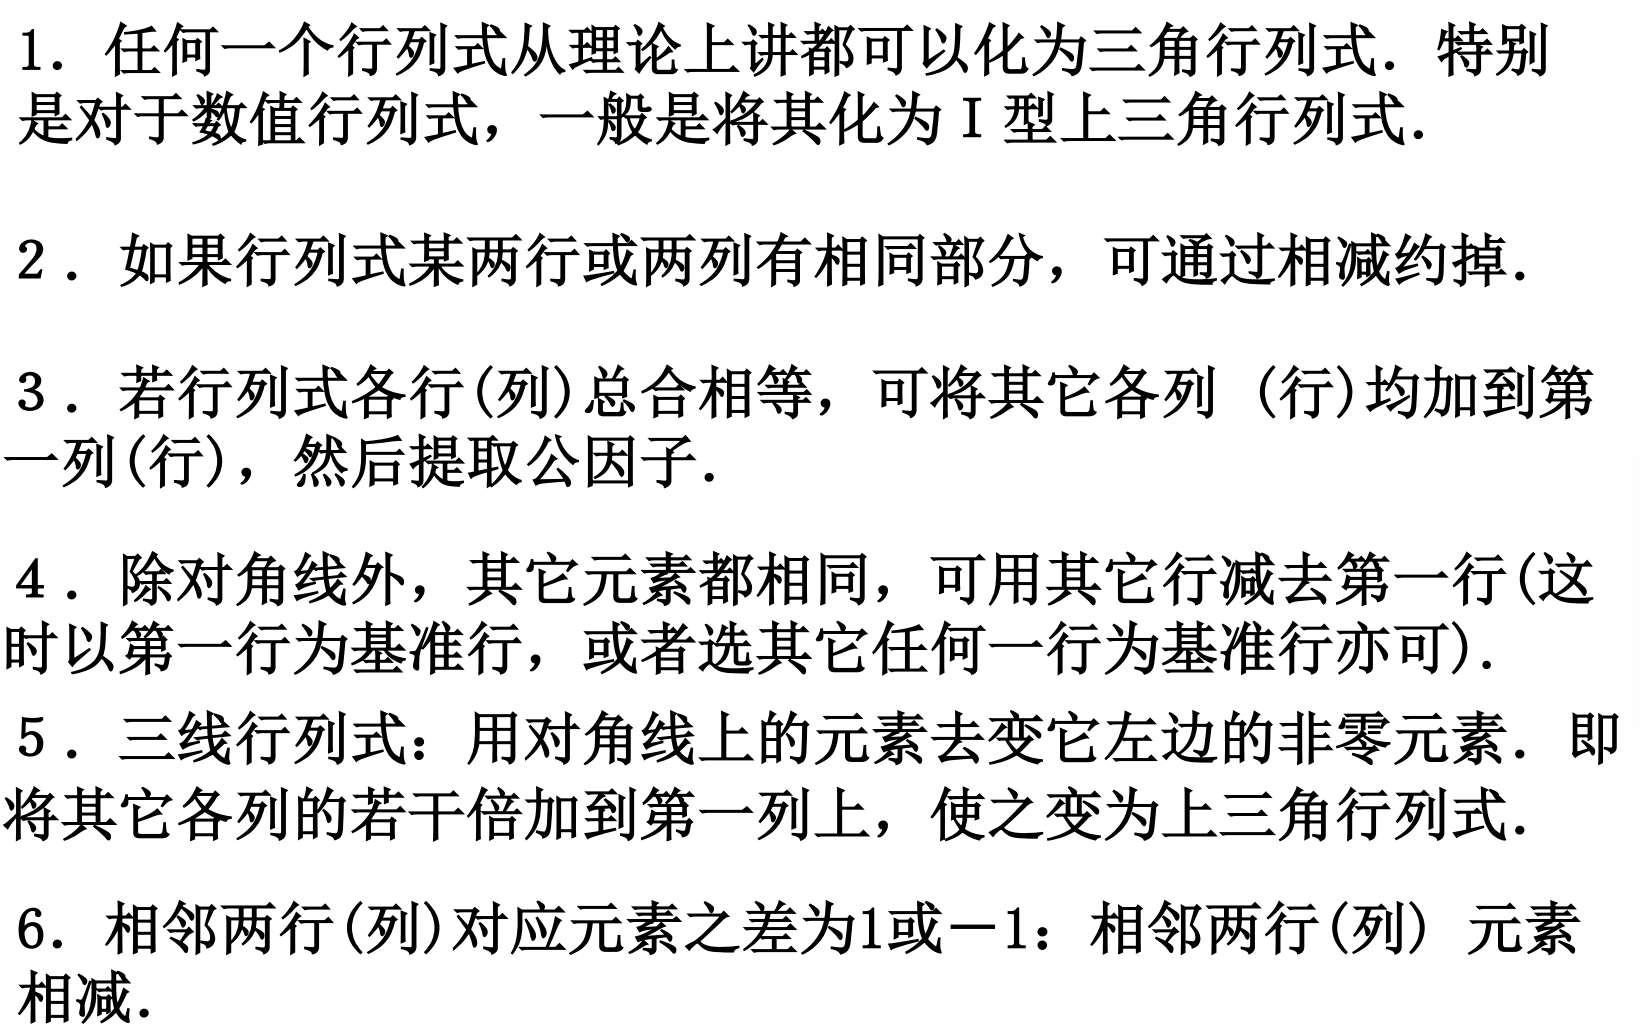 1. 任何一个行列式从理论上讲都可以化为三角行列式. 特别
是对于数值行列式，一般是将其化为 I 型上三角行列式.
2. 如果行列式某两行或两列有相同部分，可通过相减约掉.
3. 若行列式各行(列)总合相等，可将其它各列 (行)均加到第
一列(行)，然后提取公因子.
4. 除对角线外，其它元素都相同，可用其它行减去第一行(这
时以第一行为基准行，或者选其它任何一行为基准行亦可).
5. 三线行列式：用对角线上的元素去变它左边的非零元素. 即
将其它各列的若干倍加到第一列上，使之变为上三角行列式.
6. 相邻两行(列)对应元素之差为1或－1：相邻两行(列) 元素
相减.